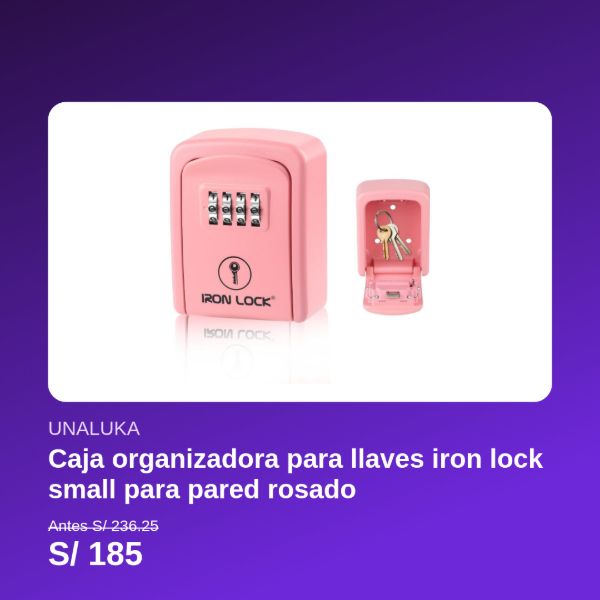 IRON LOCK®
UNALUKA
Caja organizadora para llaves iron lock
small para pared rosado
Antes S/ 236.25
S/ 185